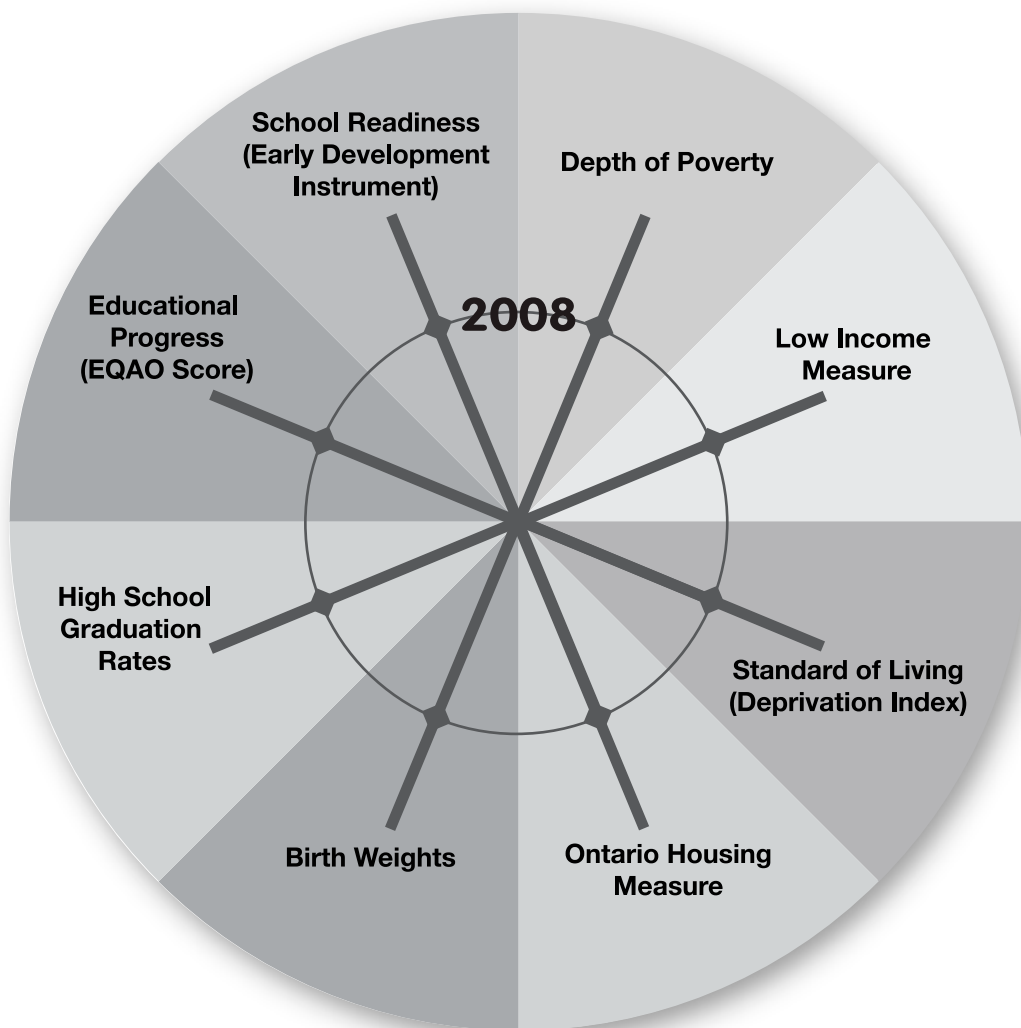 School Readiness
(Early Development
Instrument)
Depth of Poverty
2008
Educational
Progress
(EQAO Score)
Low Income
Measure
High School
Graduation
Rates
Standard of Living
(Deprivation Index)
Birth Weights
Ontario Housing
Measure